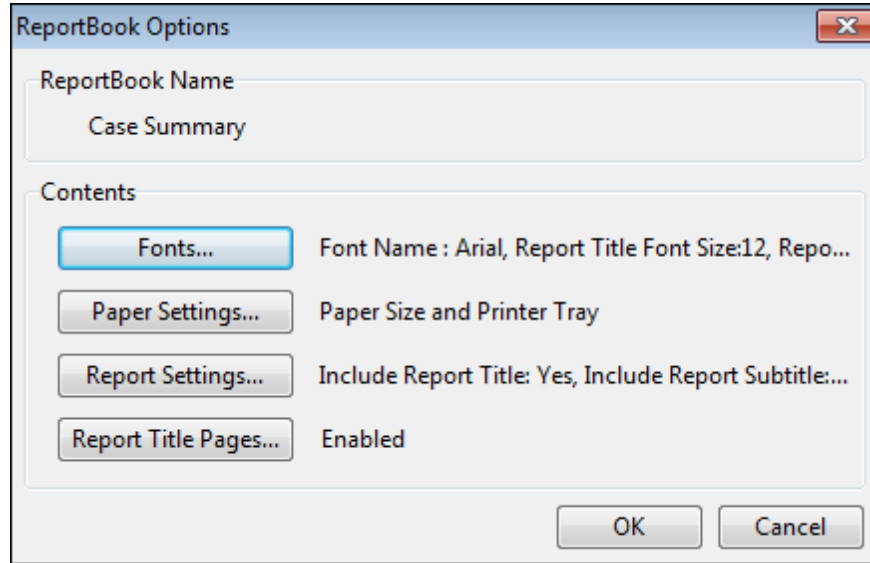 ReportBook Options
ReportBook Name
Case Summary
Contents
Fonts... Font Name : Arial, Report Title Font Size:12, Repo...
Paper Settings... Paper Size and Printer Tray
Report Settings... Include Report Title: Yes, Include Report Subtitle:...
Report Title Pages... Enabled
OK Cancel